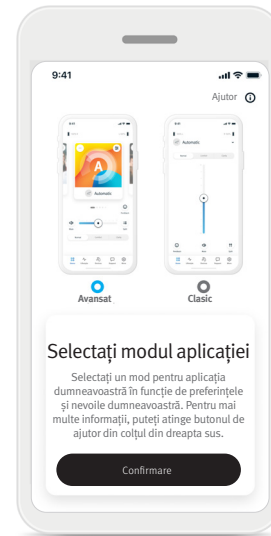 9:41
Ajutor
Automatic
Automatic
A
Avansat
Clasic
Selectați modul aplicației
Selectați un mod pentru aplicația
dumneavoastră în funcție de preferințele
și nevoile dumneavoastră. Pentru mai
multe informații, puteți atinge butonul de
ajutor din colțul din dreapta sus.
Confirmare